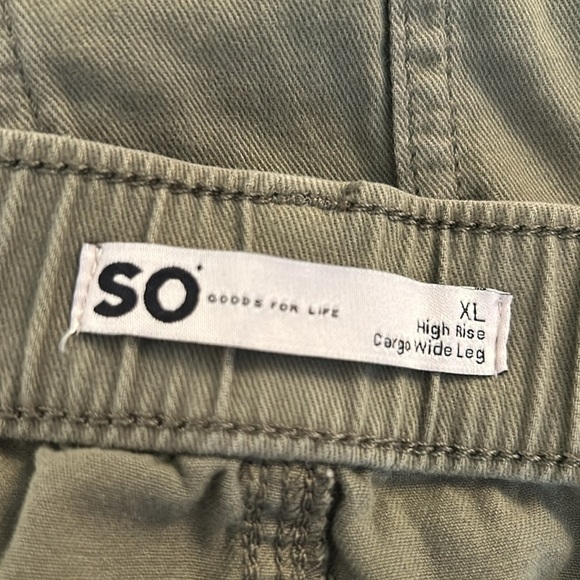 SO GOODS FOR LIFE
XL
High Rise
Cargo Wide Leg